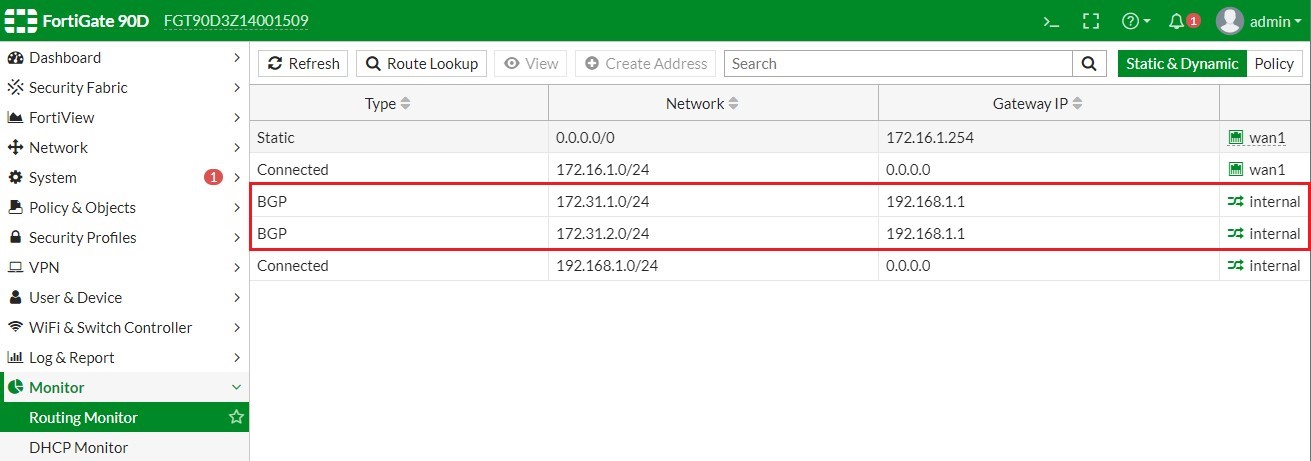 FortiGate 90D FGT90D3Z14001509 >_ 1 admin
Dashboard
Security Fabric
FortiView
Network
System 1
Policy & Objects
Security Profiles
VPN
User & Device
WiFi & Switch Controller
Log & Report
Monitor
Routing Monitor
DHCP Monitor
Refresh Route Lookup View Create Address Search Static & Dynamic Policy
Type Network Gateway IP
Static 0.0.0.0/0 172.16.1.254 wan1
Connected 172.16.1.0/24 0.0.0.0 wan1
BGP 172.31.1.0/24 192.168.1.1 internal
BGP 172.31.2.0/24 192.168.1.1 internal
Connected 192.168.1.0/24 0.0.0.0 internal